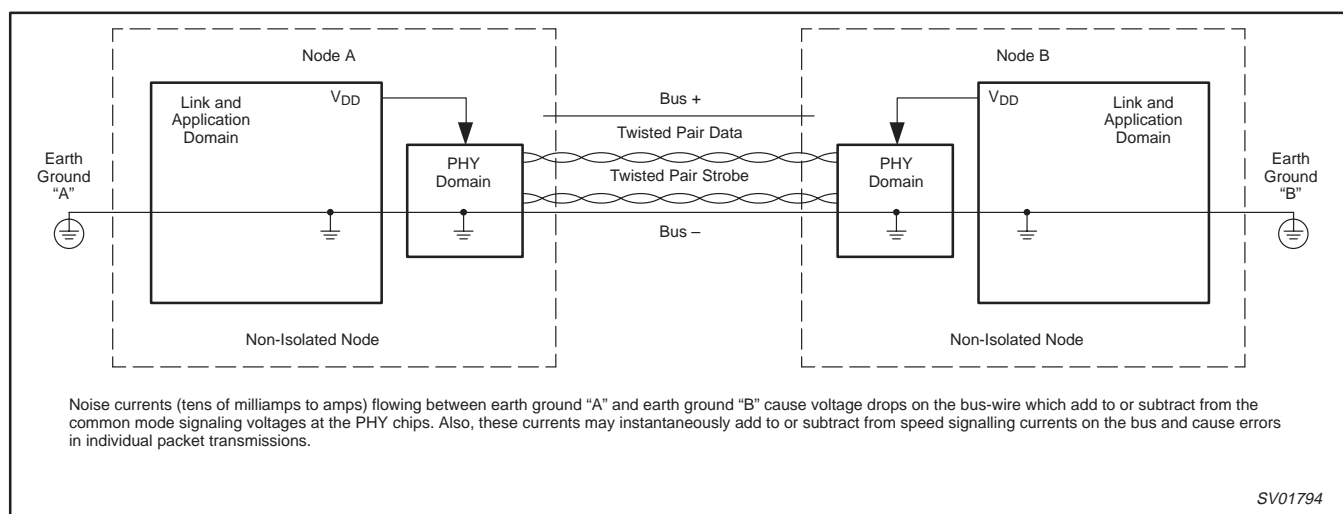 Node A
Node B
Link and
Application
Domain
VDD
Bus +
VDD
Link and
Application
Domain
Twisted Pair Data
Earth
Ground
“A”
PHY
Domain
Twisted Pair Strobe
PHY
Domain
Earth
Ground
“B”
Bus –
Non-Isolated Node
Non-Isolated Node
Noise currents (tens of milliamps to amps) flowing between earth ground “A” and earth ground “B” cause voltage drops on the bus-wire which add to or subtract from the
common mode signaling voltages at the PHY chips. Also, these currents may instantaneously add to or subtract from speed signalling currents on the bus and cause errors
in individual packet transmissions.
SV01794